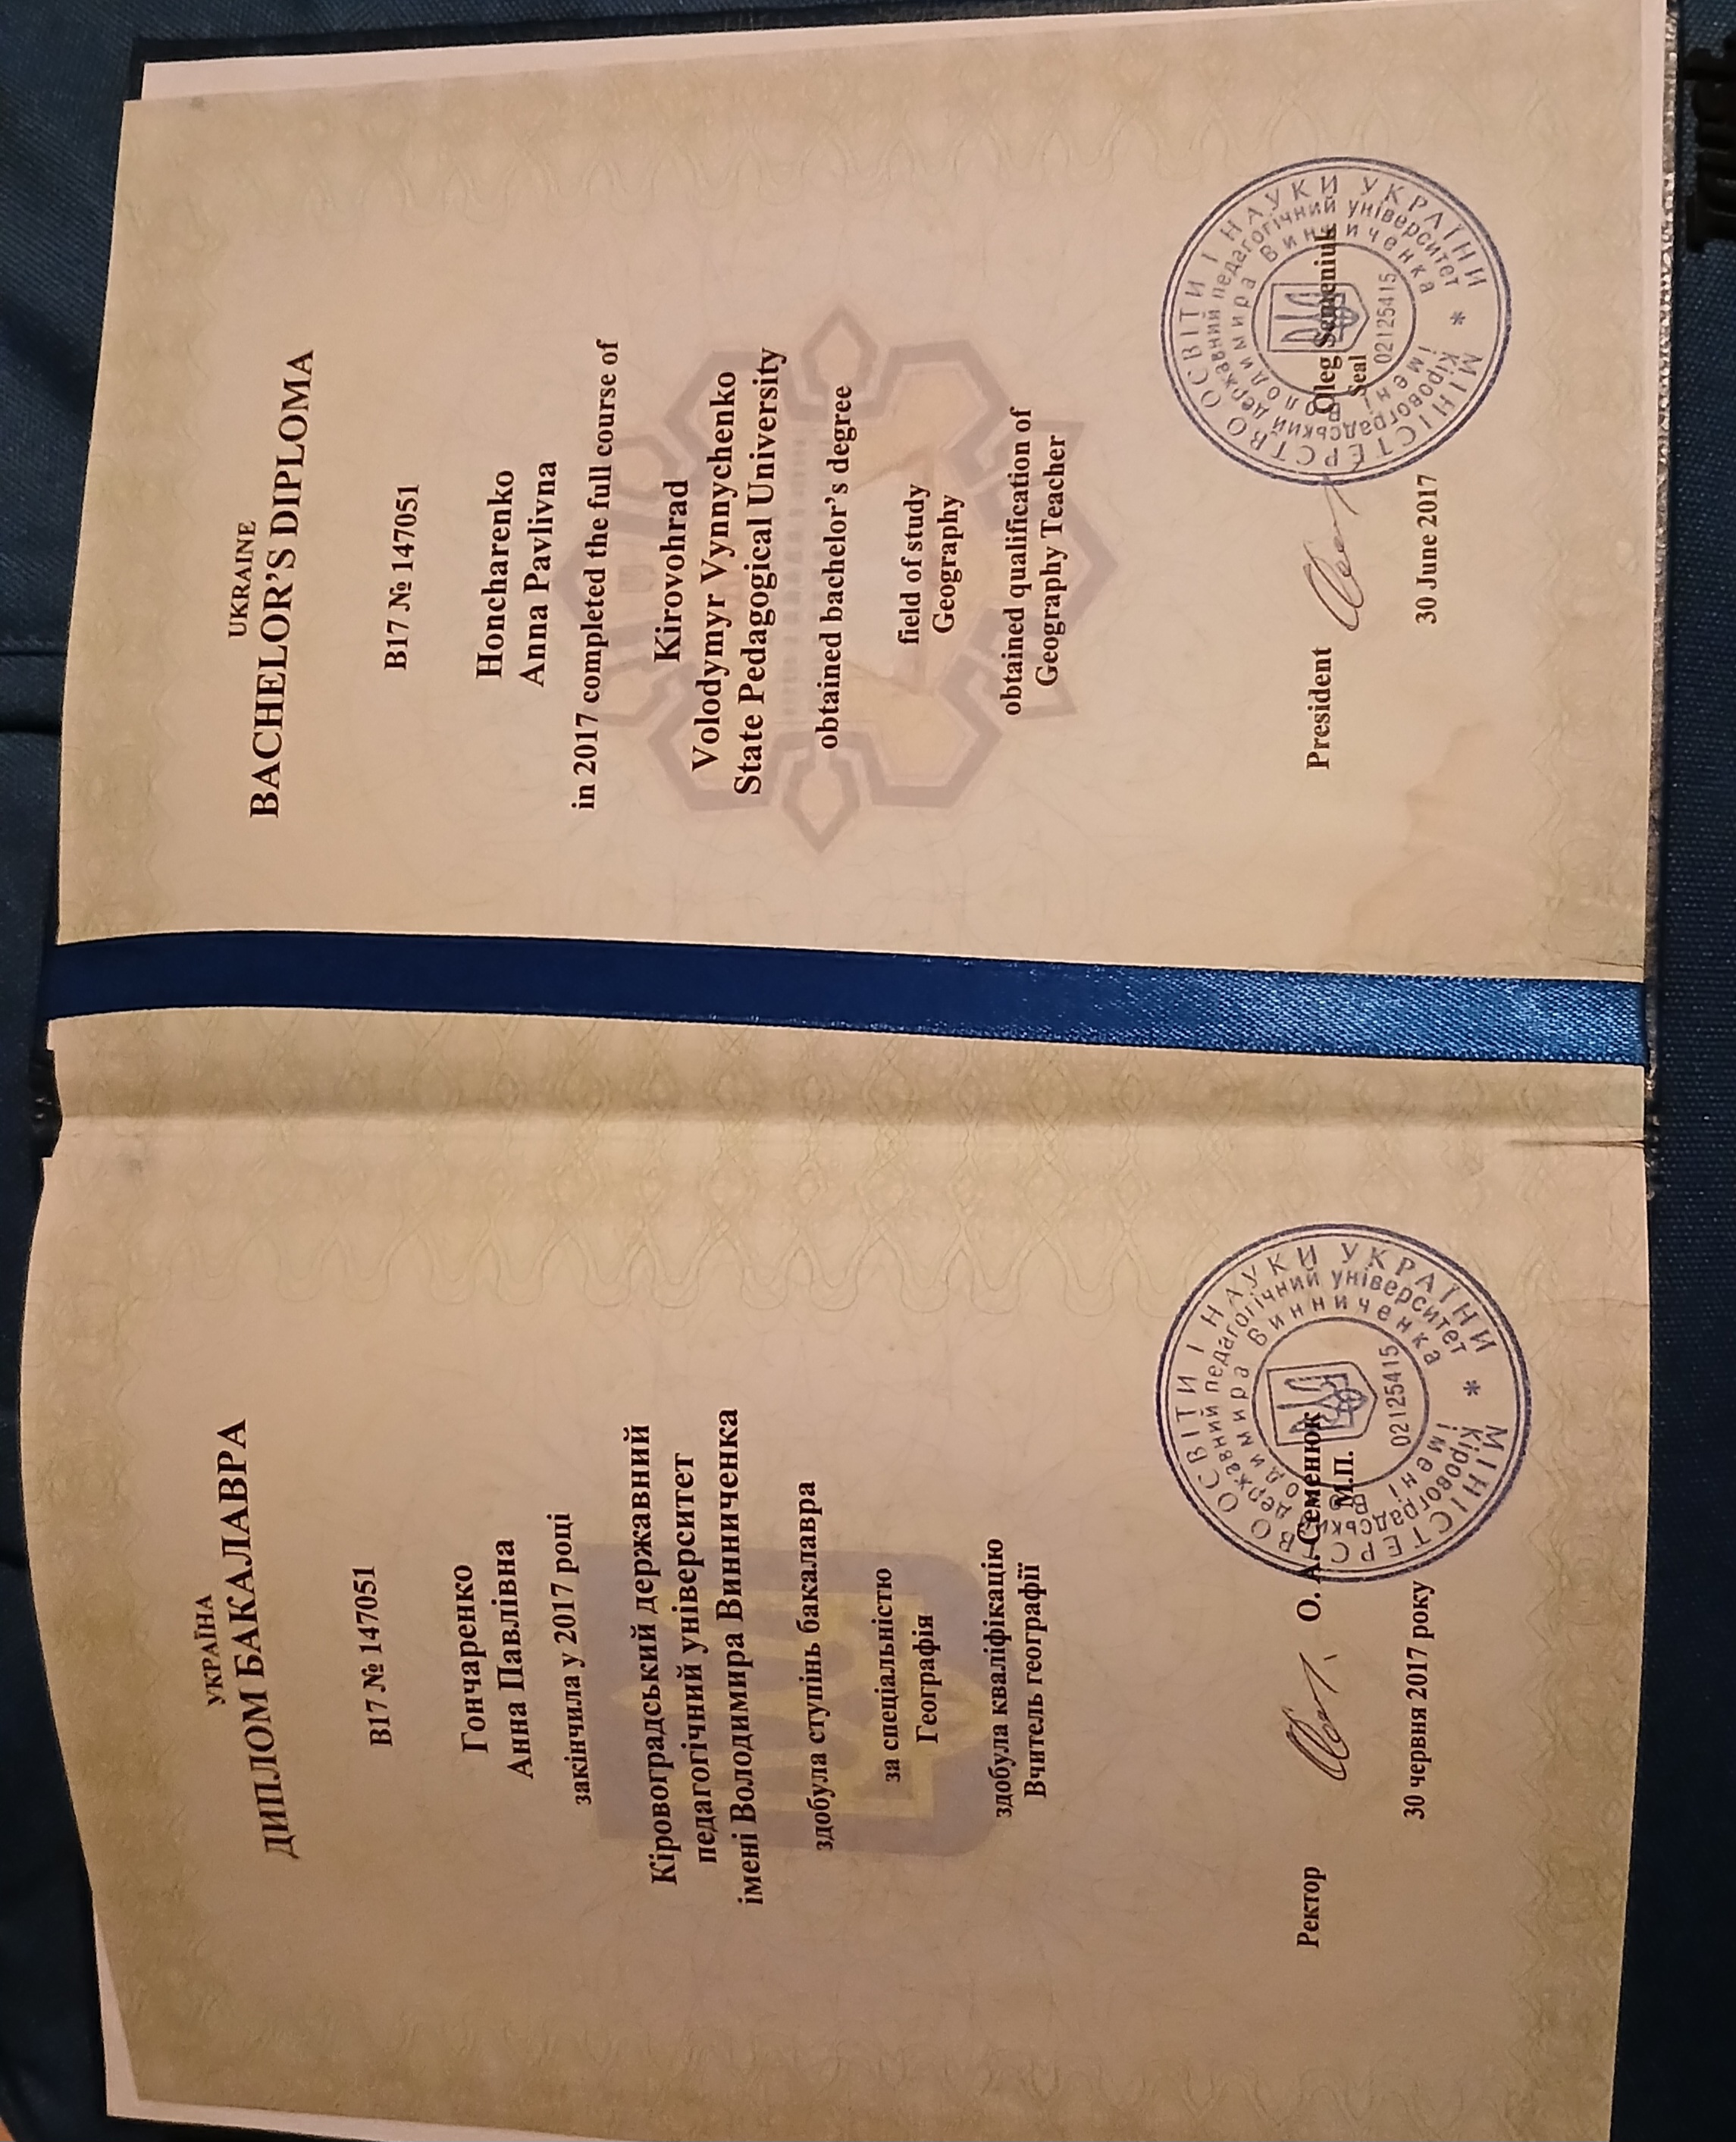 УКРАЇНА
ДИПЛОМ БАКАЛАВРА
В17 № 147051
Гончаренко
Анна Павлівна
закінчила у 2017 році
Кіровоградський державний
педагогічний університет
імені Володимира Винниченка
здобула ступінь бакалавра
за спеціальністю
Географія
здобула кваліфікацію
Вчитель географії
Ректор О. А. Семенюк
М.П.
30 червня 2017 року
МІНІСТЕРСТВО ОСВІТИ І НАУКИ УКРАЇНИ *
Кіровоградський державний педагогічний університет
імені Володимира Винниченка
02125415
UKRAINE
BACHELOR'S DIPLOMA
B17 № 147051
Honcharenko
Anna Pavlivna
in 2017 completed the full course of
Kirovohrad
Volodymyr Vynnychenko
State Pedagogical University
obtained bachelor's degree
field of study
Geography
obtained qualification of
Geography Teacher
President Oleg Semeniuk
Seal
30 June 2017
МІНІСТЕРСТВО ОСВІТИ І НАУКИ УКРАЇНИ *
Кіровоградський державний педагогічний університет
імені Володимира Винниченка
02125415